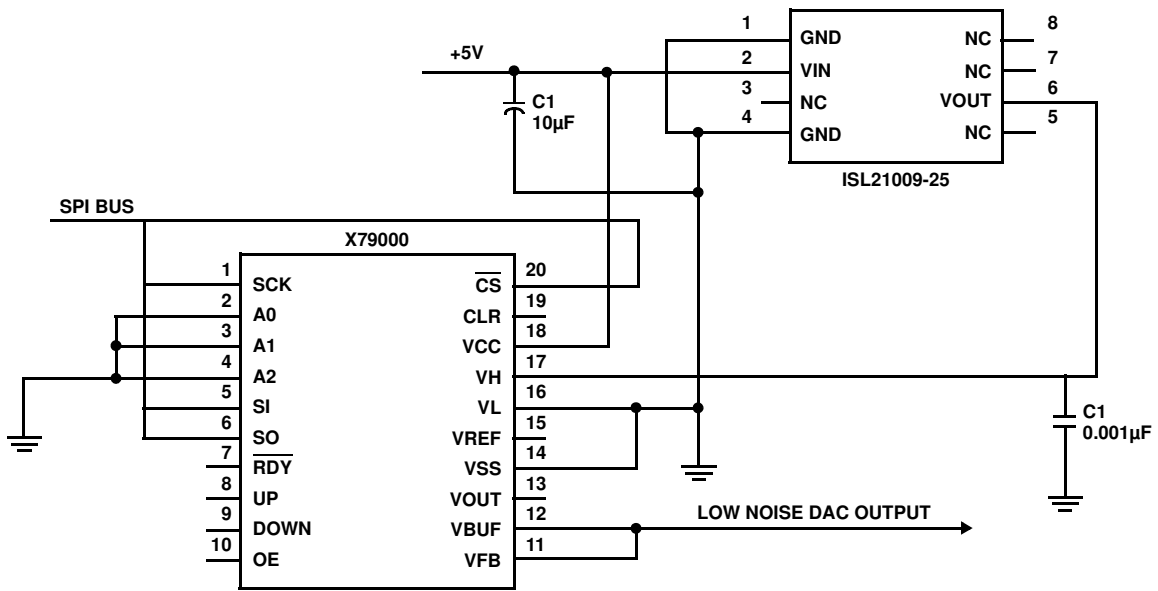 +5V
C1
10µF
1
2
3
4
GND
VIN
NC
GND
NC
NC
VOUT
NC
8
7
6
5
ISL21009-25
SPI BUS
X79000
1
2
3
4
5
6
7
8
9
10
SCK
A0
A1
A2
SI
SO
RDY
UP
DOWN
OE
CS
CLR
VCC
VH
VL
VREF
VSS
VOUT
VBUF
VFB
20
19
18
17
16
15
14
13
12
11
C1
0.001µF
LOW NOISE DAC OUTPUT